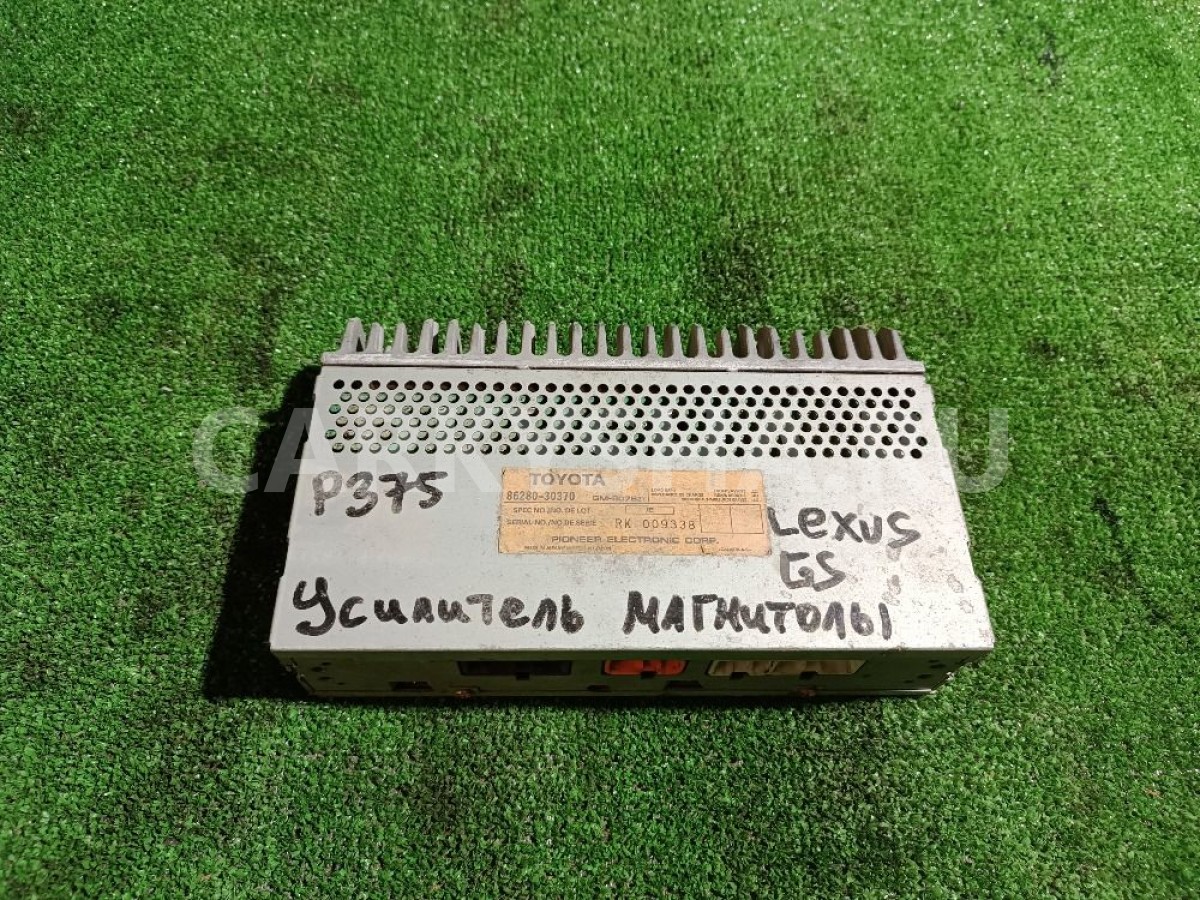 TOYOTA
86280-30370
SPEC NO./NO. DE LOT
SERIAL NO./NO. DE SERIE RK 009338
PIONEER ELECTRONIC CORP.
P375
Lexus
GS
Усилитель магнитолы